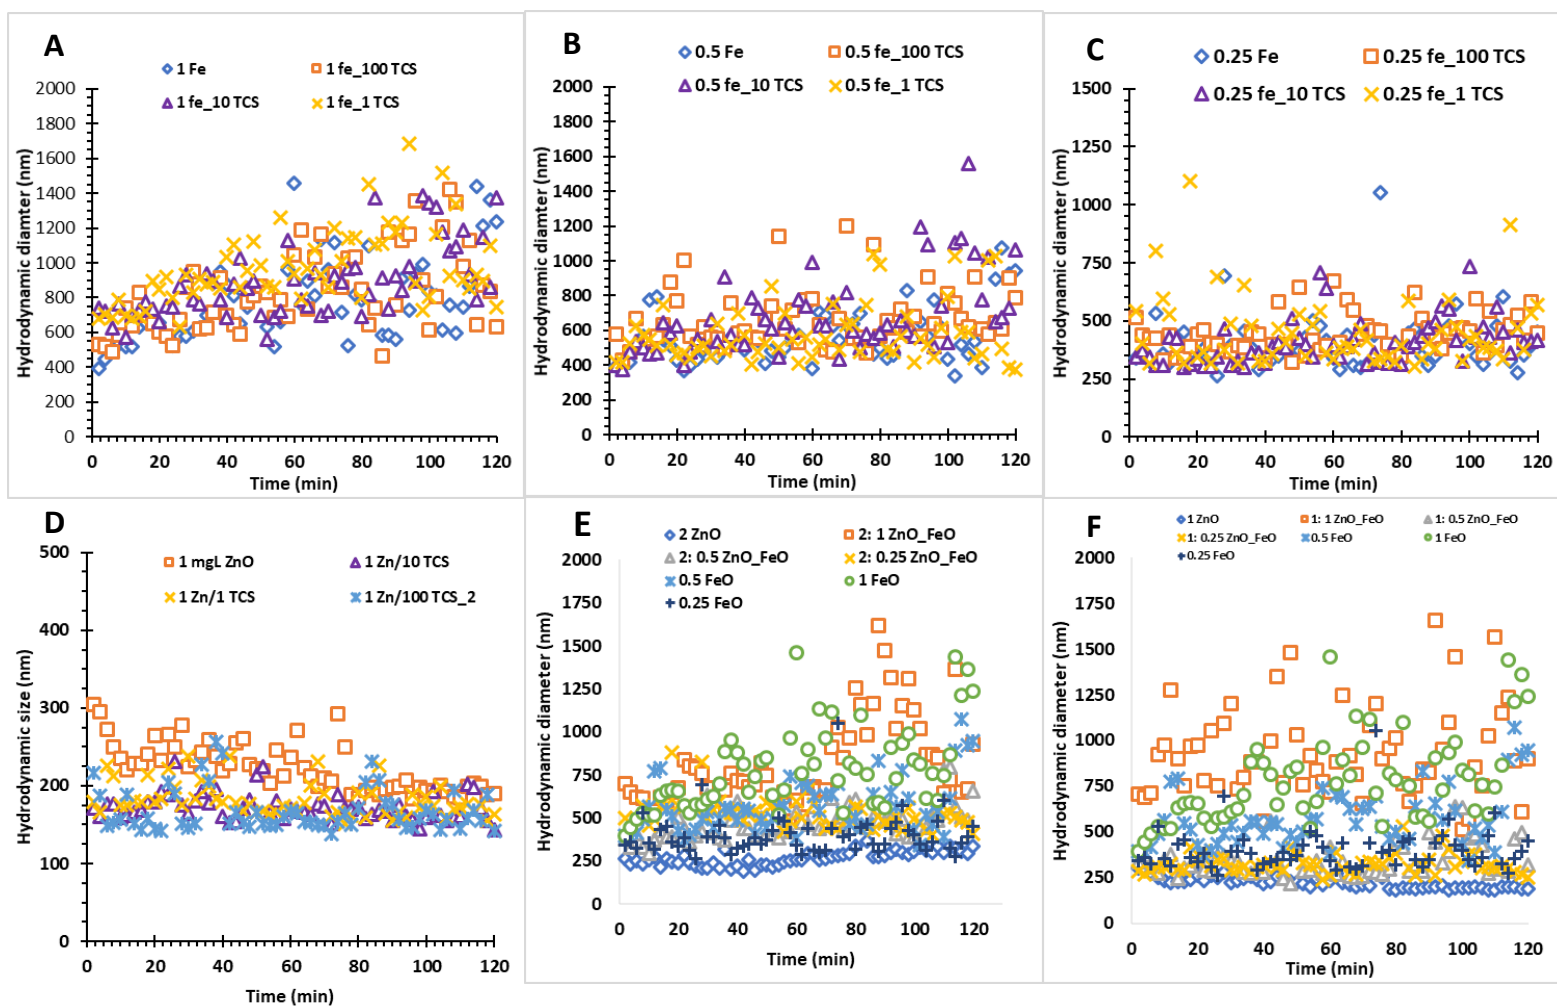 A
1 Fe
1 fe_100 TCS
1 fe_10 TCS
1 fe_1 TCS
2000
1800
1600
1400
1200
1000
800
600
400
200
0
Hydrodynamic diamter (nm)
0 20 40 60 80 100 120
Time (min)
B
0.5 Fe
0.5 fe_100 TCS
0.5 fe_10 TCS
0.5 fe_1 TCS
2000
1800
1600
1400
1200
1000
800
600
400
200
0
Hydrodynamic diamter (nm)
0 20 40 60 80 100 120
Time (min)
C
0.25 Fe
0.25 fe_100 TCS
0.25 fe_10 TCS
0.25 fe_1 TCS
1500
1250
1000
750
500
250
0
Hydrodynamic diamter (nm)
0 20 40 60 80 100 120
Time (min)
D
500
400
300
200
100
0
1 mgL ZnO
1 Zn/10 TCS
1 Zn/1 TCS
1 Zn/100 TCS_2
Hydrodynamic size (nm)
0 20 40 60 80 100 120
Time (min)
E
2 ZnO
2: 1 ZnO_FeO
2: 0.5 ZnO_FeO
2: 0.25 ZnO_FeO
0.5 FeO
1 FeO
0.25 FeO
2000
1750
1500
1250
1000
750
500
250
0
Hydrodynamic diameter (nm)
0 20 40 60 80 100 120
Time (min)
F
1 ZnO
1: 1 ZnO_FeO
1: 0.5 ZnO_FeO
1: 0.25 ZnO_FeO
0.5 FeO
1 FeO
0.25 FeO
2000
1750
1500
1250
1000
750
500
250
0
Hydrodynamic diameter (nm)
0 20 40 60 80 100 120
Time (min)